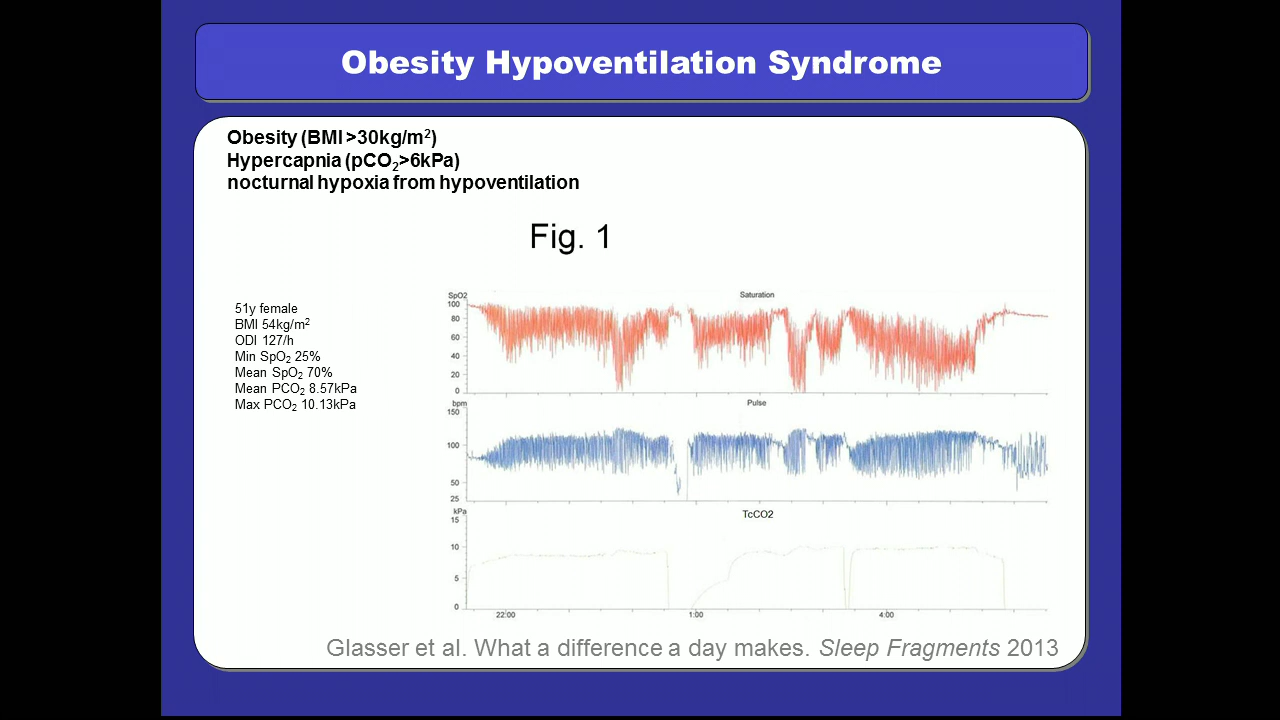 Obesity Hypoventilation Syndrome
Obesity (BMI >30kg/m²)
Hypercapnia (pCO₂>6kPa)
nocturnal hypoxia from hypoventilation
Fig. 1
51y female
BMI 54kg/m²
ODI 127/h
Min SpO₂ 25%
Mean SpO₂ 70%
Mean PCO₂ 8.57kPa
Max PCO₂ 10.13kPa
SpO2
Saturation
100
80
60
40
20
0
bpm
Pulse
150
100
50
25
kPa
TcCO2
15
10
5
0
22:00 1:00 4:00
Glasser et al. What a difference a day makes. Sleep Fragments 2013